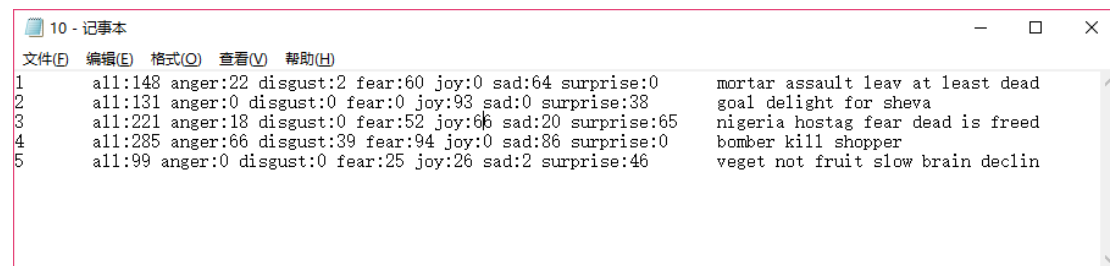 10 - 记事本
文件(F) 编辑(E) 格式(O) 查看(V) 帮助(H)
1 all:148 anger:22 disgust:2 fear:60 joy:0 sad:64 surprise:0 mortar assault leav at least dead
2 all:131 anger:0 disgust:0 fear:0 joy:93 sad:0 surprise:38 goal delight for sheva
3 all:221 anger:18 disgust:0 fear:52 joy:66 sad:20 surprise:65 nigeria hostag fear dead is freed
4 all:285 anger:66 disgust:39 fear:94 joy:0 sad:86 surprise:0 bomber kill shopper
5 all:99 anger:0 disgust:0 fear:25 joy:26 sad:2 surprise:46 veget not fruit slow brain declin